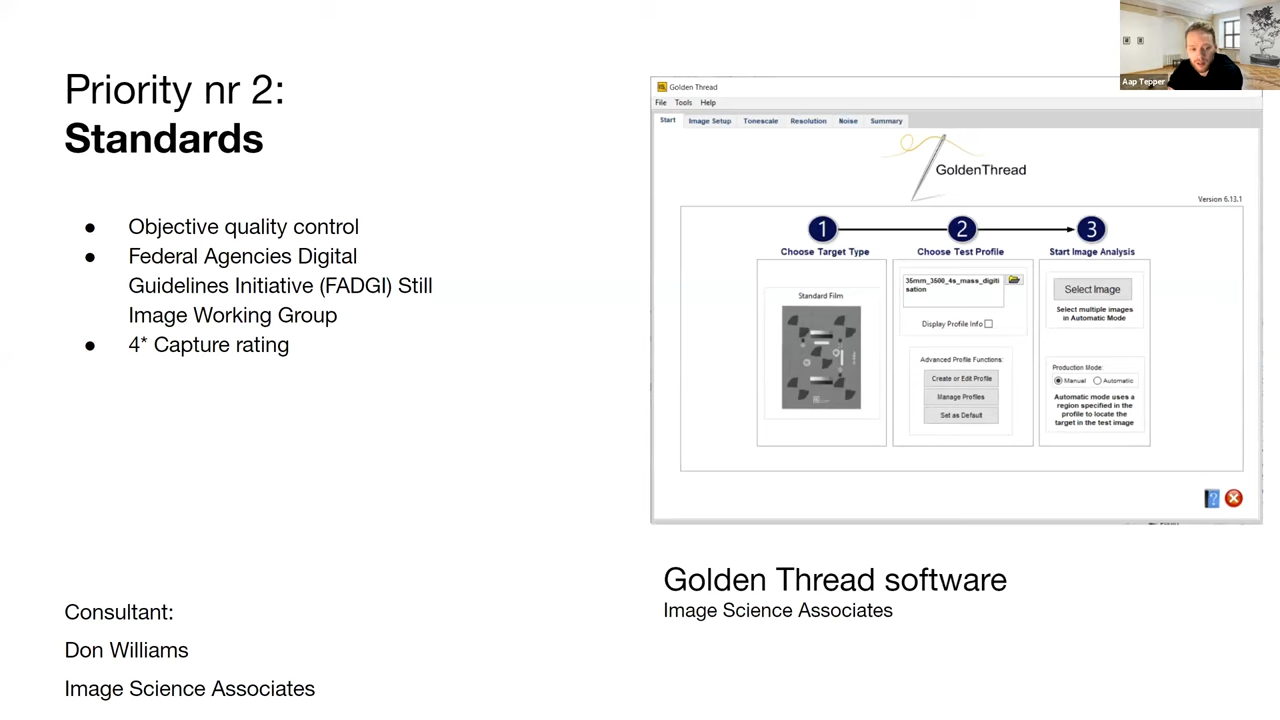 Priority nr 2:
Standards
● Objective quality control
● Federal Agencies Digital
Guidelines Initiative (FADGI) Still
Image Working Group
● 4* Capture rating
Consultant:
Don Williams
Image Science Associates
Aap Tepper
Golden Thread
File Tools Help
Start Image Setup Tonescale Resolution Noise Summary
GoldenThread
Version 6.13.1
1 2 3
Choose Target Type Choose Test Profile Start Image Analysis
Standard Film
35mm_3500_4s_mass_digiti
sation
Display Profile Info
Advanced Profile Functions:
Create or Edit Profile
Manage Profiles
Set as Default
Select Image
Select multiple images
in Automatic Mode
Production Mode:
Manual Automatic
Automatic mode uses a
region specified in the
profile to locate the
target in the test image
Golden Thread software
Image Science Associates